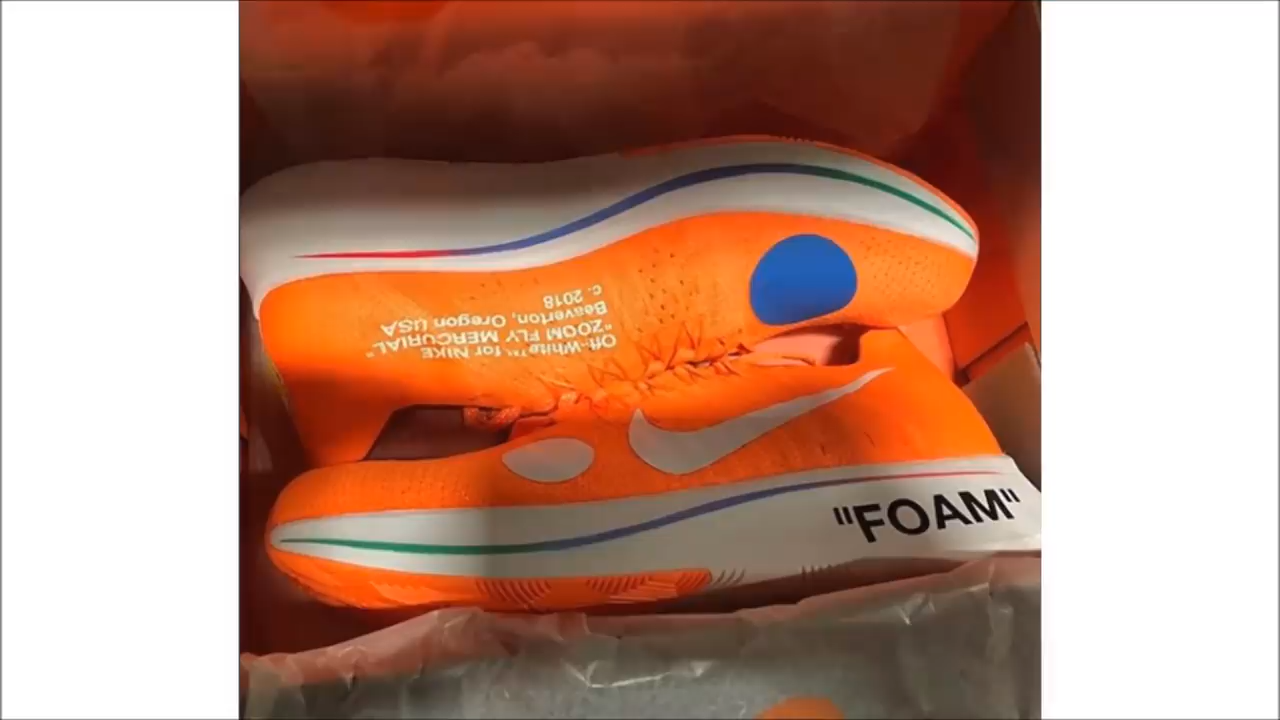 Off-White™ for NIKE
"ZOOM FLY MERCURIAL"
Beaverton, Oregon USA
c. 2018
"FOAM"